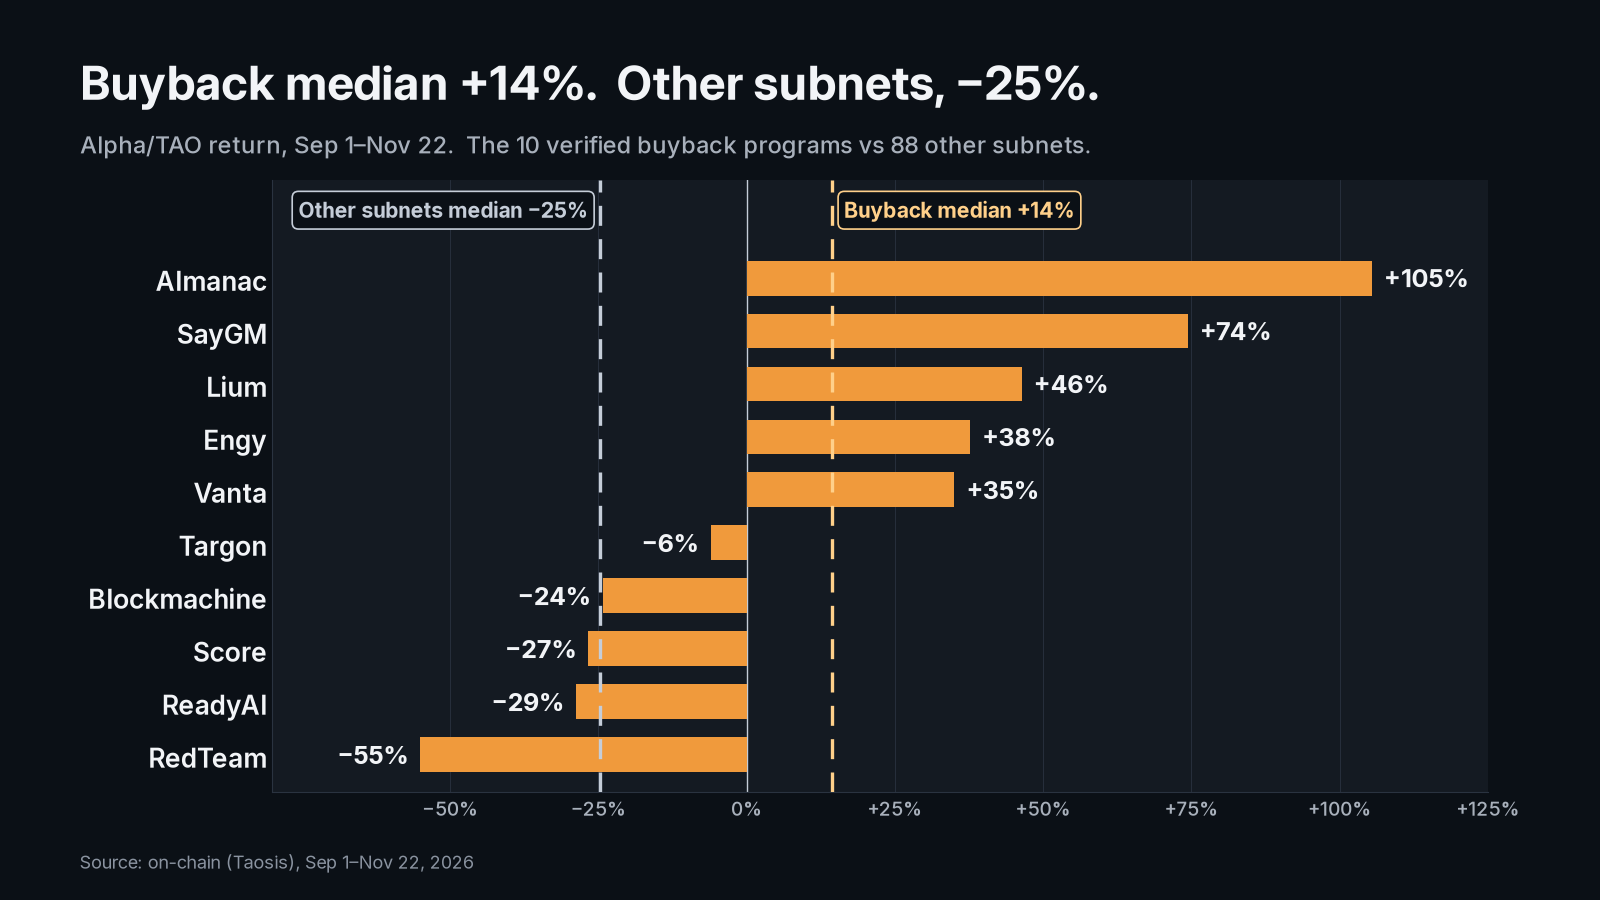 Buyback median +14%. Other subnets, −25%.
Alpha/TAO return, Sep 1–Nov 22. The 10 verified buyback programs vs 88 other subnets.
Other subnets median −25%
Buyback median +14%
Almanac +105%
SayGM +74%
Lium +46%
Engy +38%
Vanta +35%
Targon −6%
Blockmachine −24%
Score −27%
ReadyAI −29%
RedTeam −55%
−50% −25% 0% +25% +50% +75% +100% +125%
Source: on-chain (Taosis), Sep 1–Nov 22, 2026